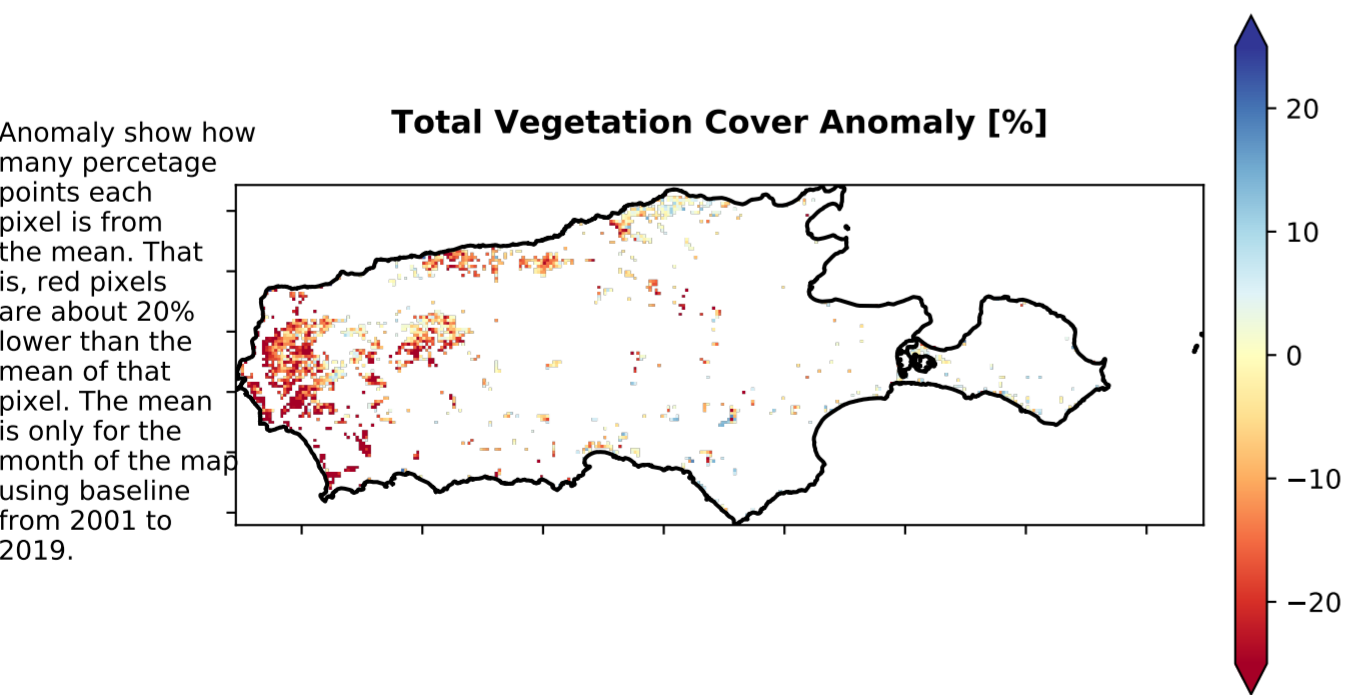 Total Vegetation Cover Anomaly [%]
Anomaly show how
many percetage
points each
pixel is from
the mean. That
is, red pixels
are about 20%
lower than the
mean of that
pixel. The mean
is only for the
month of the map
using baseline
from 2001 to
2019.
20
10
0
−10
−20